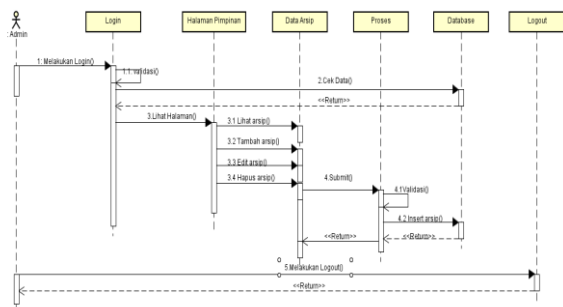 Login
Halaman Pimpinan
Data Arsip
Proses
Database
Logout
: Admin
1: Melakukan Login()
1.1:validasi()
2.Cek Data()
<<Return>>
3.Lihat Halaman()
3.1 Lihat arsip()
3.2 Tambah arsip()
3.3 Edit arsip()
3.4 Hapus arsip()
4.Submit()
4.1Validasi()
4.2 Insert arsip()
<<Return>>
<<Return>>
5.Melakukan Logout()
<<Return>>